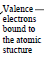 Valence —
electrons
bound to
the atomic
stucture